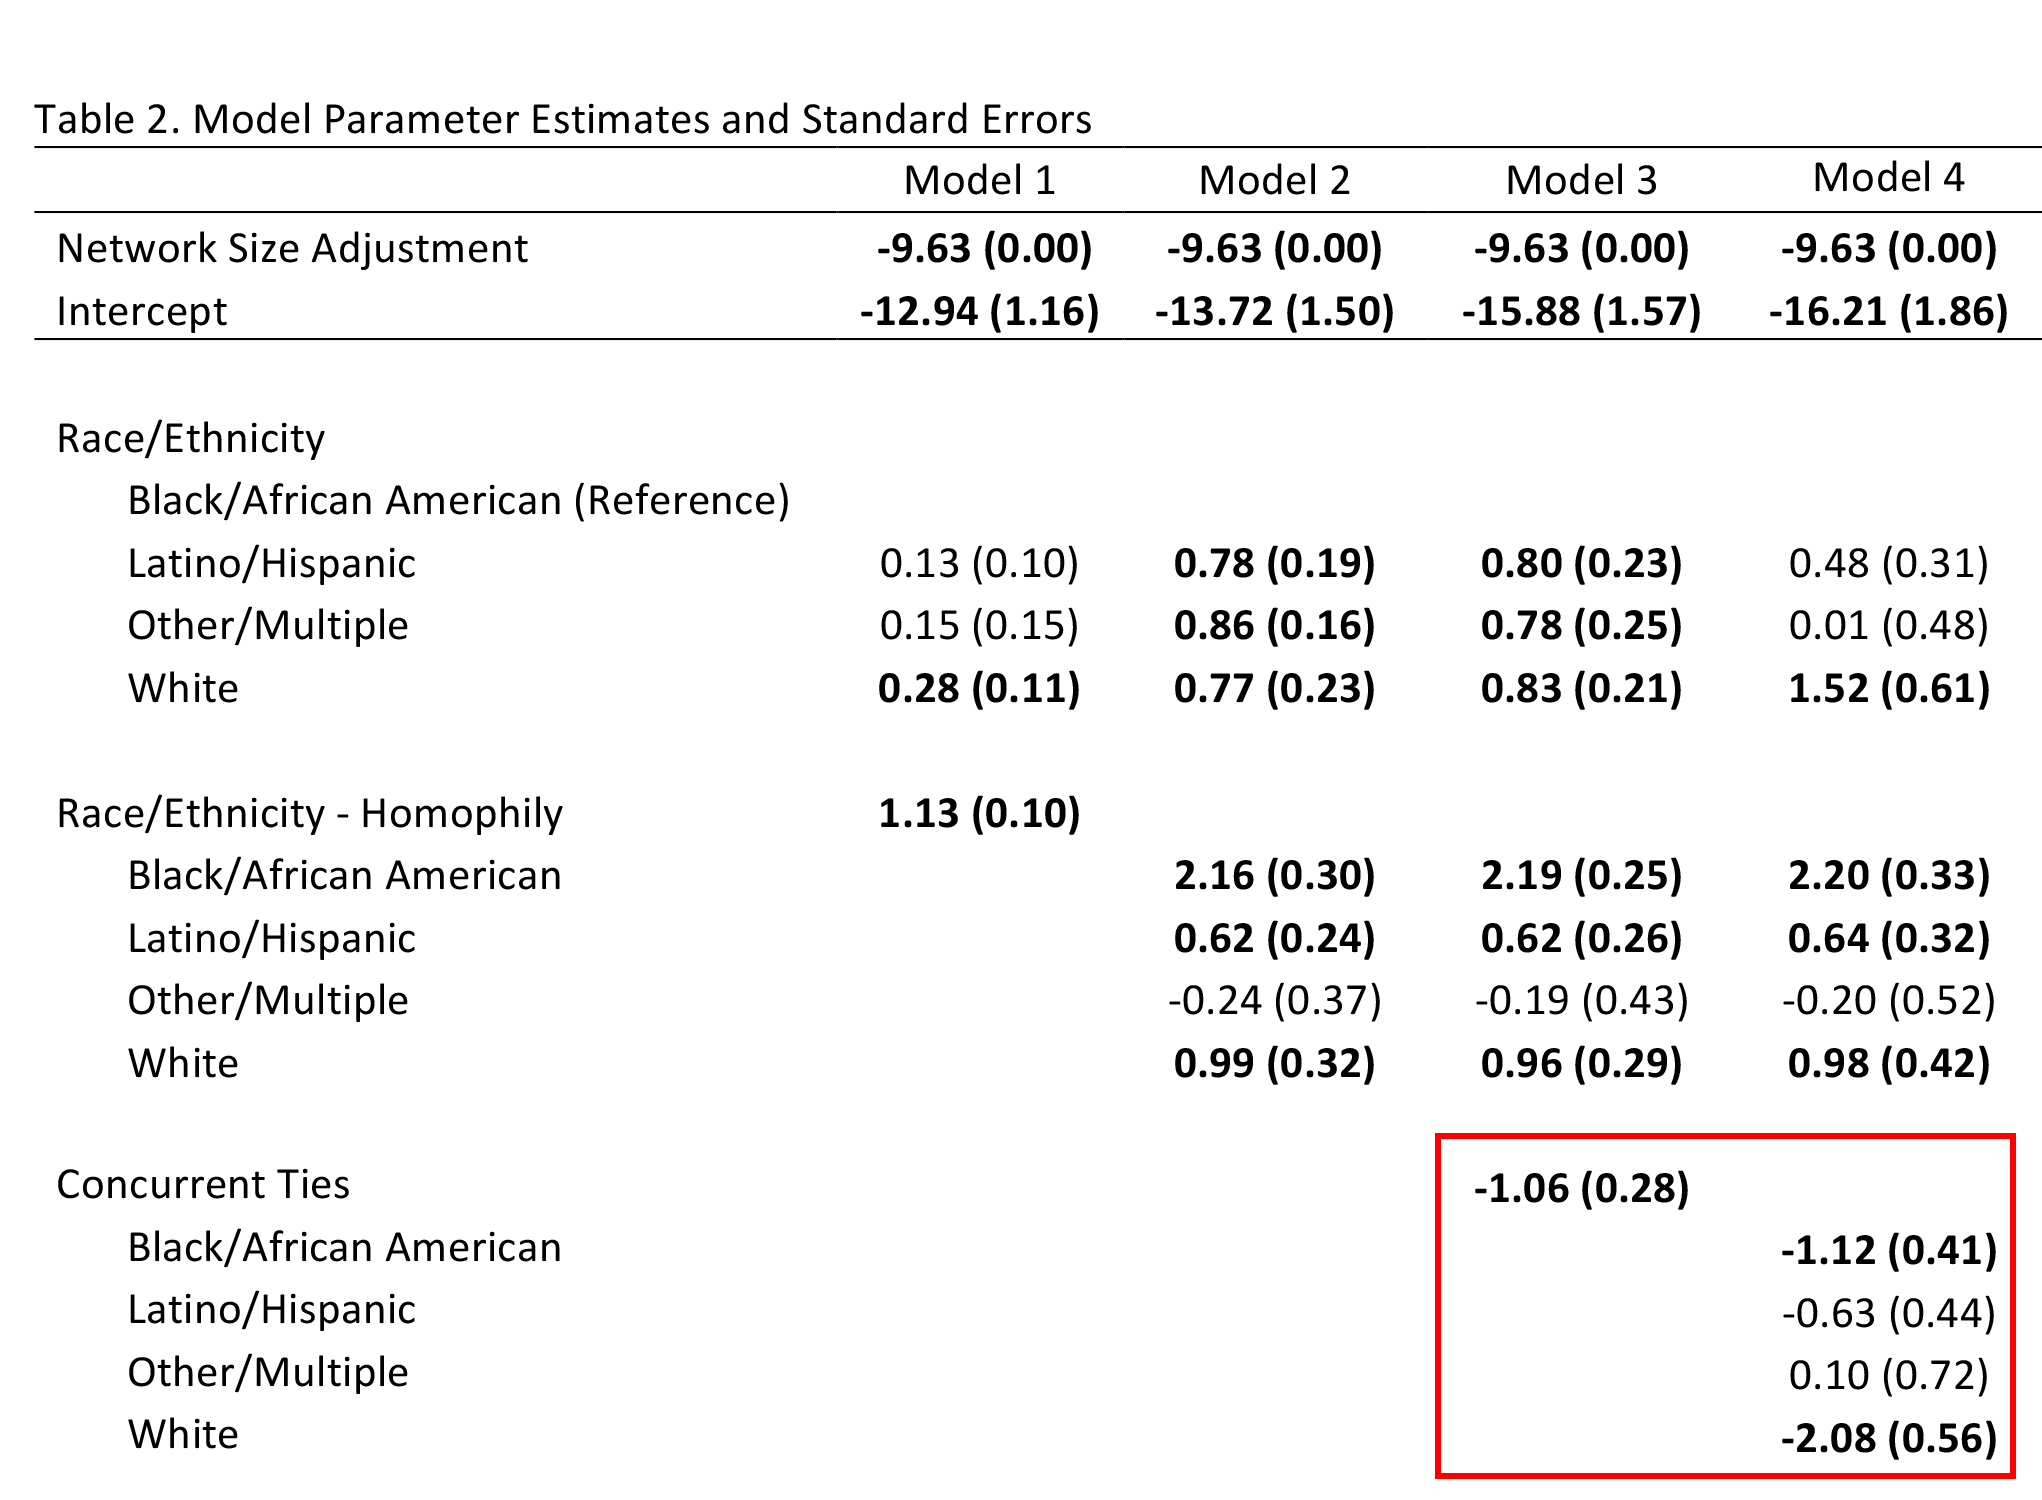 Table 2. Model Parameter Estimates and Standard Errors
Model 1 Model 2 Model 3 Model 4
Network Size Adjustment -9.63 (0.00) -9.63 (0.00) -9.63 (0.00) -9.63 (0.00)
Intercept -12.94 (1.16) -13.72 (1.50) -15.88 (1.57) -16.21 (1.86)
Race/Ethnicity
Black/African American (Reference)
Latino/Hispanic 0.13 (0.10) 0.78 (0.19) 0.80 (0.23) 0.48 (0.31)
Other/Multiple 0.15 (0.15) 0.86 (0.16) 0.78 (0.25) 0.01 (0.48)
White 0.28 (0.11) 0.77 (0.23) 0.83 (0.21) 1.52 (0.61)
Race/Ethnicity - Homophily 1.13 (0.10)
Black/African American 2.16 (0.30) 2.19 (0.25) 2.20 (0.33)
Latino/Hispanic 0.62 (0.24) 0.62 (0.26) 0.64 (0.32)
Other/Multiple -0.24 (0.37) -0.19 (0.43) -0.20 (0.52)
White 0.99 (0.32) 0.96 (0.29) 0.98 (0.42)
Concurrent Ties -1.06 (0.28)
Black/African American -1.12 (0.41)
Latino/Hispanic -0.63 (0.44)
Other/Multiple 0.10 (0.72)
White -2.08 (0.56)